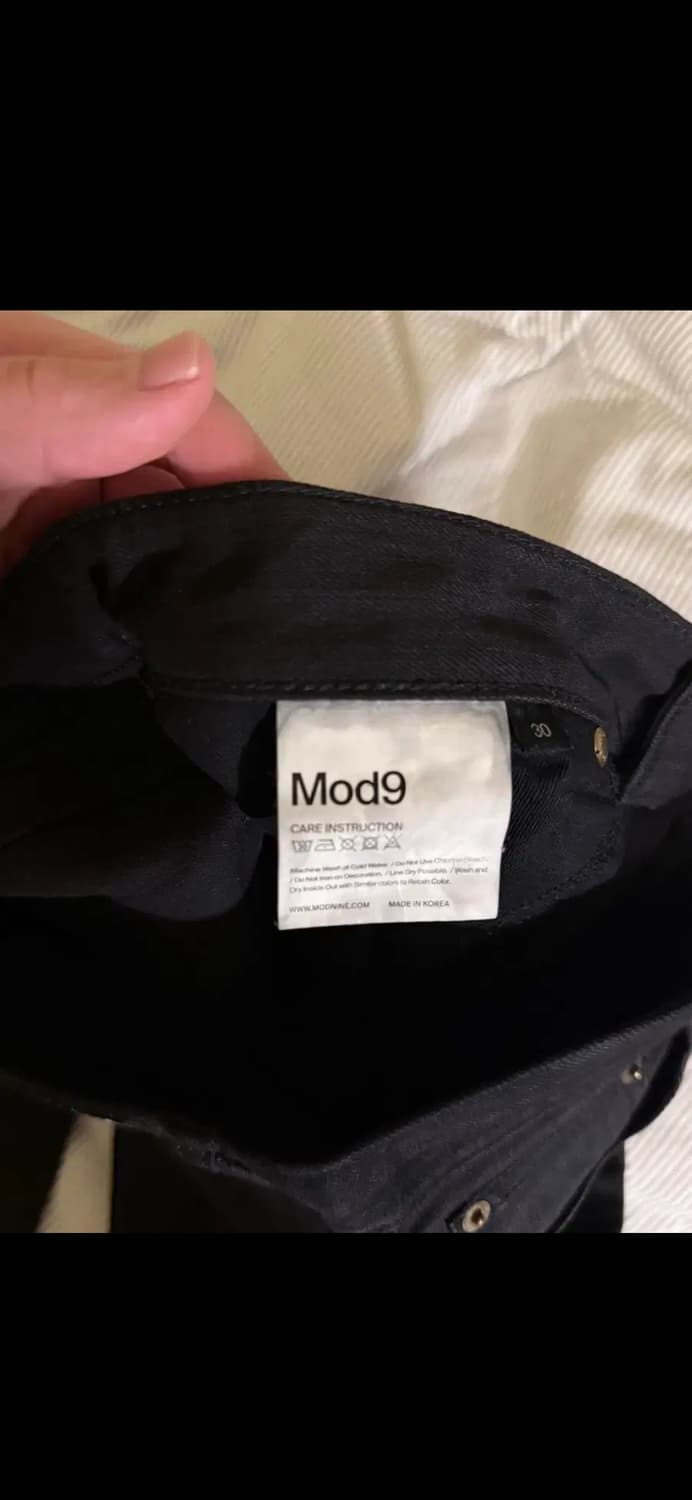 Mod9
30
CARE INSTRUCTION
Machine Wash at Cold Water. / Do Not Use Chlorine Bleach.
/ Do Not Iron on Decoration. / Line Dry Possible. / Wash and
Dry Inside Out with Similar colors to Retain Color.
WWW.MODNINE.COM MADE IN KOREA